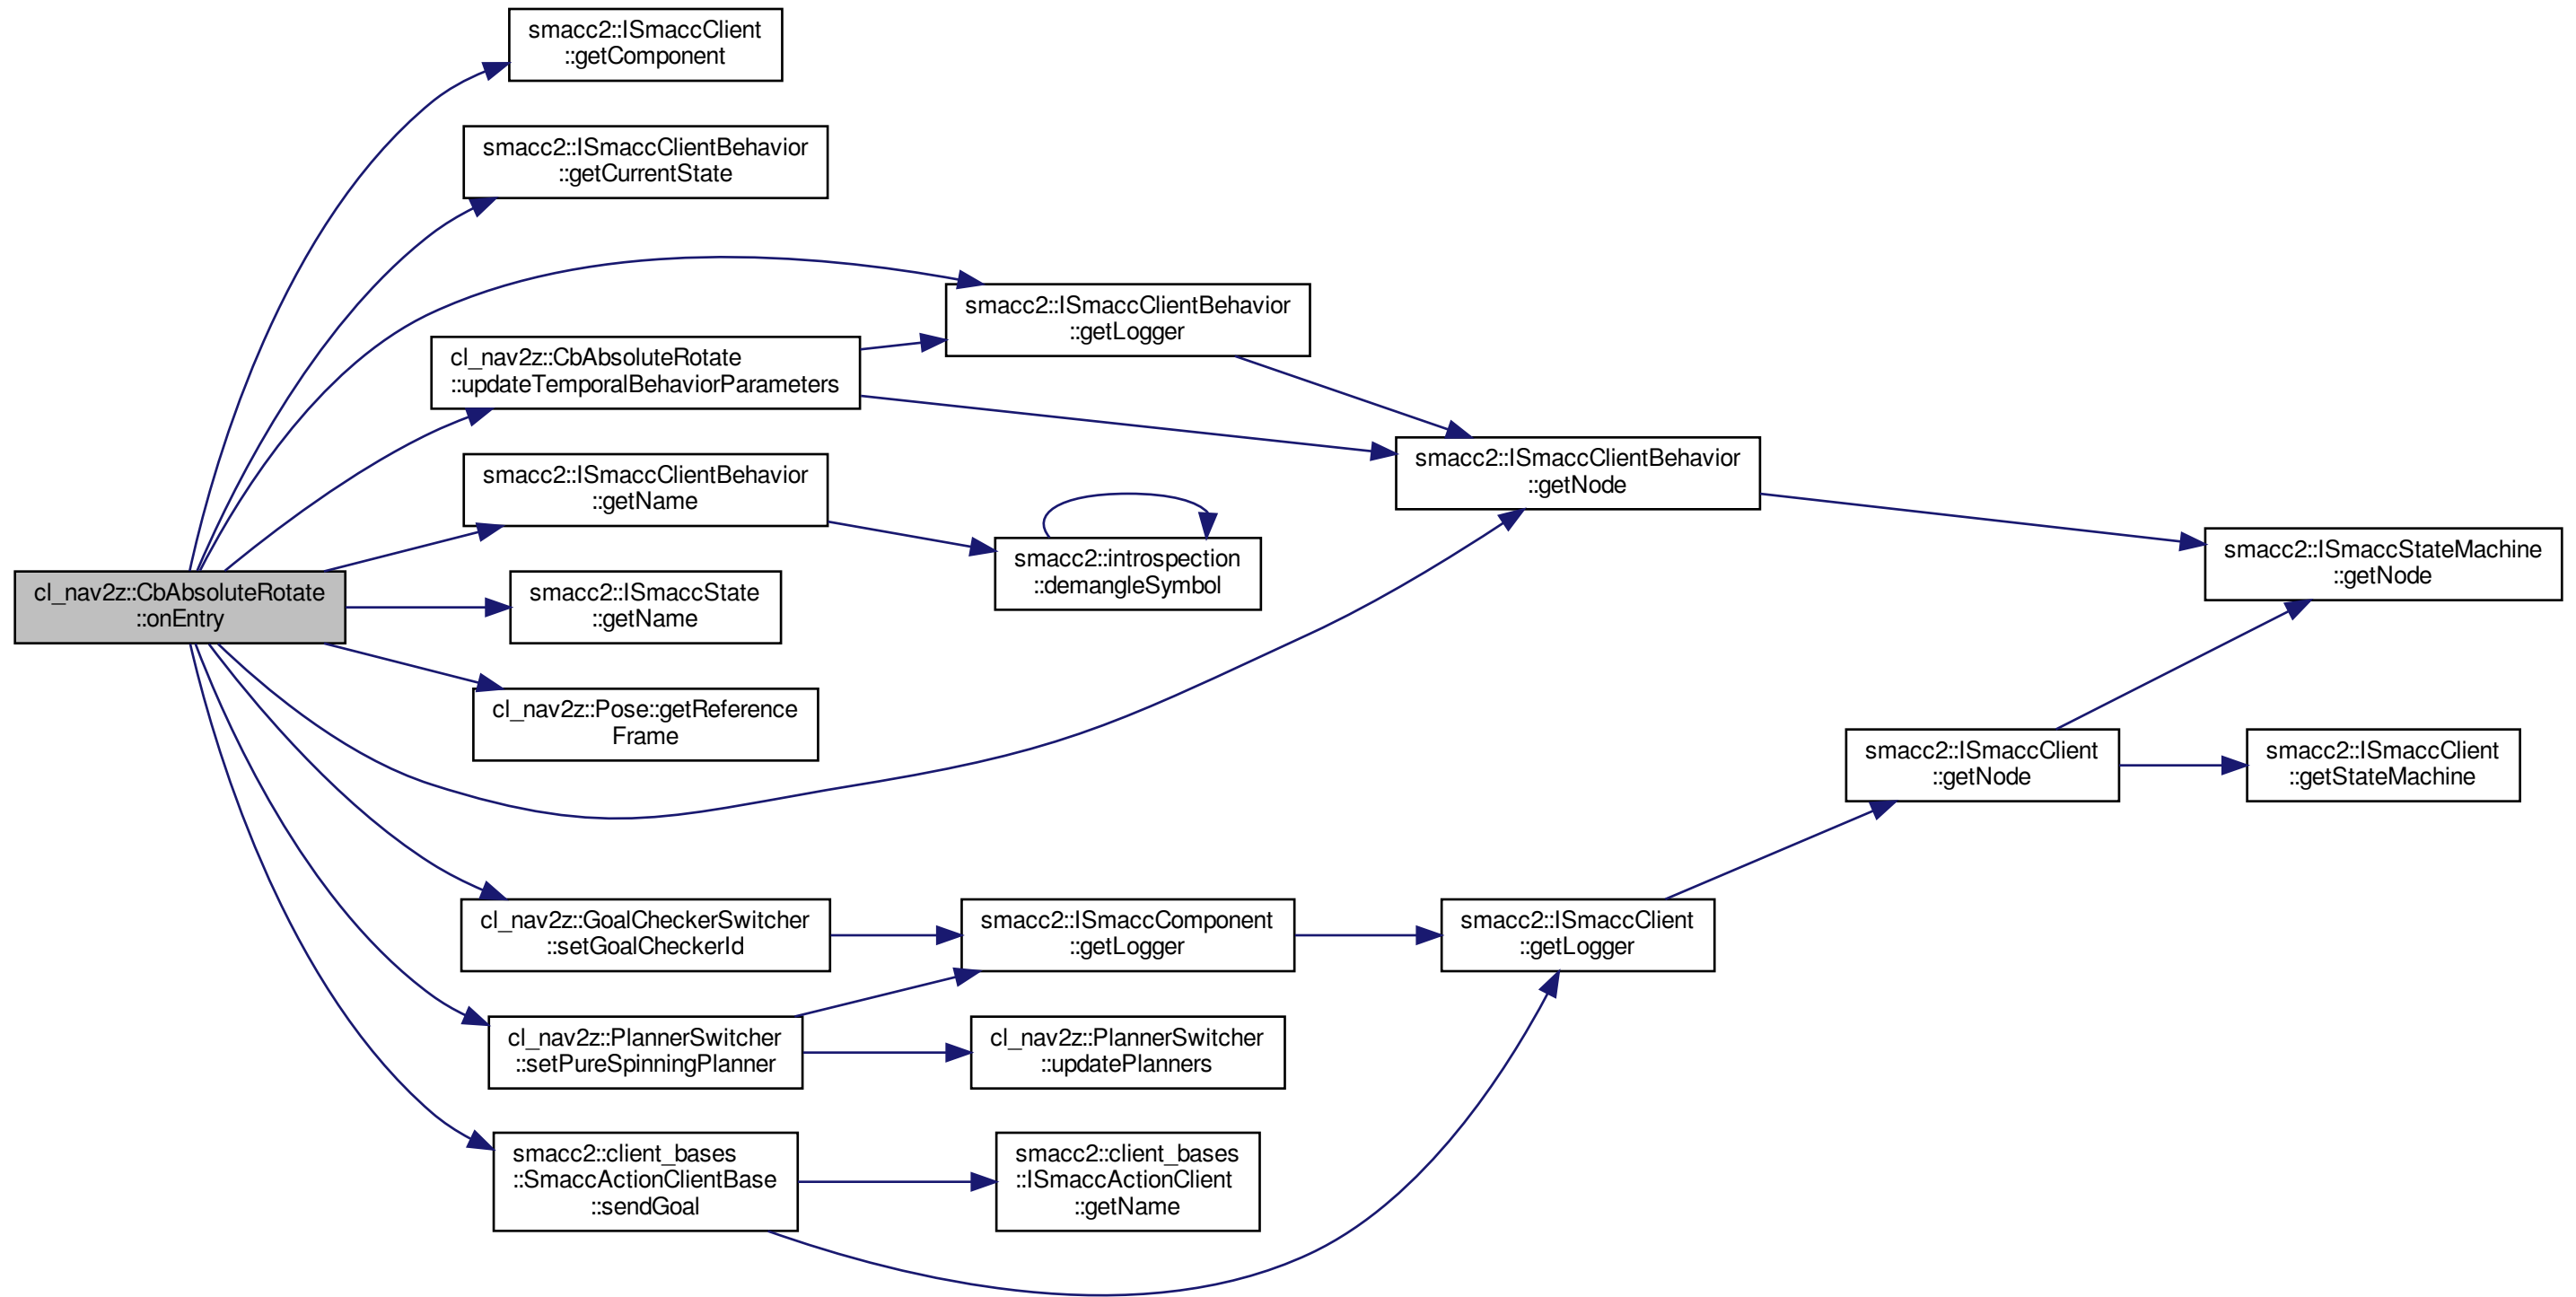 smacc2::ISmaccClient
::getComponent
smacc2::ISmaccClientBehavior
::getCurrentState
smacc2::ISmaccClientBehavior
::getLogger
cl_nav2z::CbAbsoluteRotate
::updateTemporalBehaviorParameters
smacc2::ISmaccClientBehavior
::getName
smacc2::ISmaccClientBehavior
::getNode
smacc2::introspection
::demangleSymbol
smacc2::ISmaccStateMachine
::getNode
cl_nav2z::CbAbsoluteRotate
::onEntry
smacc2::ISmaccState
::getName
cl_nav2z::Pose::getReference
Frame
smacc2::ISmaccClient
::getNode
smacc2::ISmaccClient
::getStateMachine
cl_nav2z::GoalCheckerSwitcher
::setGoalCheckerId
smacc2::ISmaccComponent
::getLogger
smacc2::ISmaccClient
::getLogger
cl_nav2z::PlannerSwitcher
::setPureSpinningPlanner
cl_nav2z::PlannerSwitcher
::updatePlanners
smacc2::client_bases
::SmaccActionClientBase
::sendGoal
smacc2::client_bases
::ISmaccActionClient
::getName